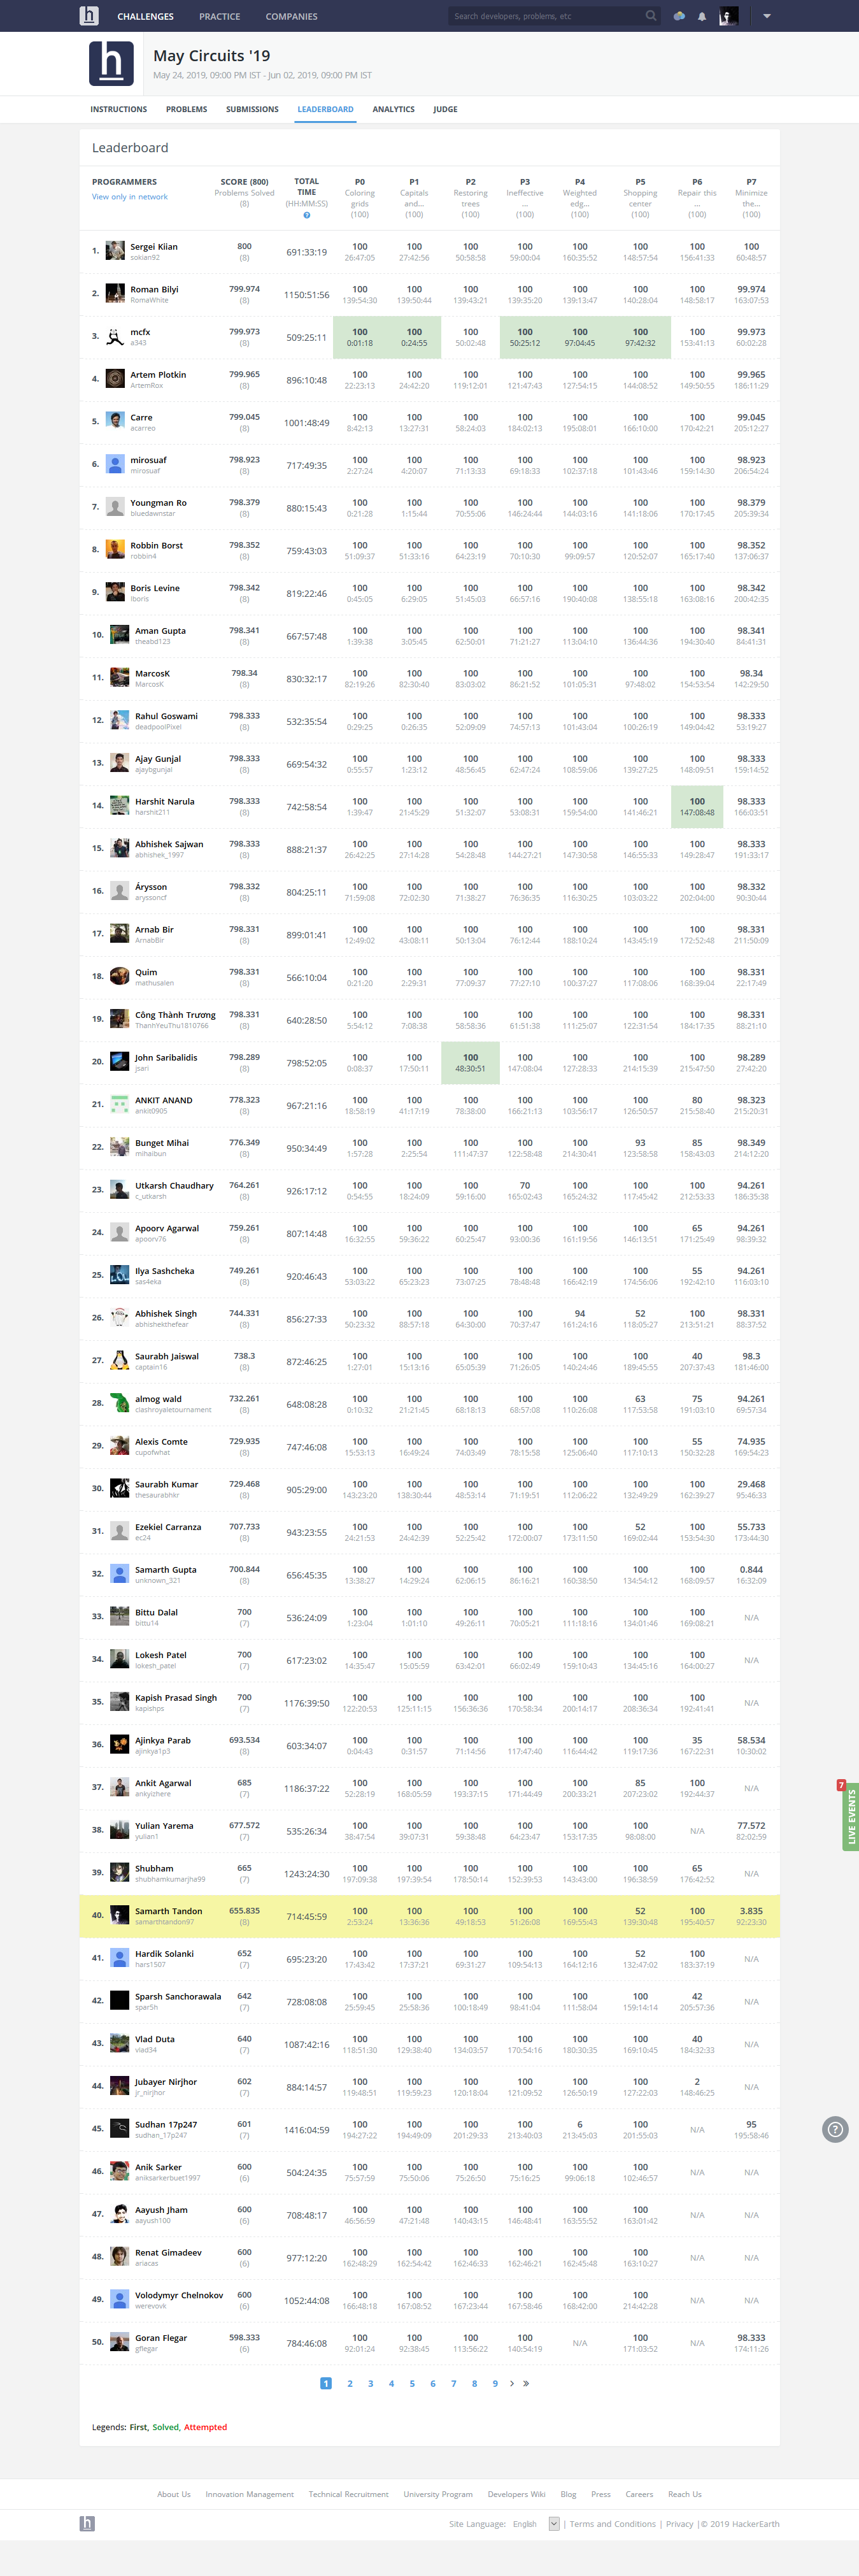 h CHALLENGES PRACTICE COMPANIES Search developers, problems, etc
h May Circuits '19
May 24, 2019, 09:00 PM IST - Jun 02, 2019, 09:00 PM IST
INSTRUCTIONS PROBLEMS SUBMISSIONS LEADERBOARD ANALYTICS JUDGE
Leaderboard
PROGRAMMERS SCORE (800) TOTAL TIME P0 P1 P2 P3 P4 P5 P6 P7
View only in network Problems Solved (8) (HH:MM:SS) ? Coloring grids (100) Capitals and... (100) Restoring trees (100) Ineffective ... (100) Weighted edg... (100) Shopping center (100) Repair this ... (100) Minimize the... (100)
1. Sergei Kiian 800 691:33:19 100 100 100 100 100 100 100 100
sokian92 (8) 26:47:05 27:42:56 50:58:58 59:00:04 160:35:52 148:57:54 156:41:33 60:48:57
2. Roman Bilyi 799.974 1150:51:56 100 100 100 100 100 100 100 99.974
RomaWhite (8) 139:54:30 139:50:44 139:43:21 139:35:20 139:13:47 140:28:04 148:58:17 163:07:53
3. mcfx 799.973 509:25:11 100 100 100 100 100 100 100 99.973
a343 (8) 0:01:18 0:24:55 50:02:48 50:25:12 97:04:45 97:42:32 153:41:13 60:02:28
4. Artem Plotkin 799.965 896:10:48 100 100 100 100 100 100 100 99.965
ArtemRox (8) 22:23:13 24:42:20 119:12:01 121:47:43 127:54:15 144:08:52 149:50:55 186:11:29
5. Carre 799.045 1001:48:49 100 100 100 100 100 100 100 99.045
acarreo (8) 8:42:13 13:27:31 58:24:03 184:02:13 195:08:01 166:10:00 170:42:21 205:12:27
6. mirosuaf 798.923 717:49:35 100 100 100 100 100 100 100 98.923
mirosuaf (8) 2:27:24 4:20:07 71:13:33 69:18:33 102:37:18 101:43:46 159:14:30 206:54:24
7. Youngman Ro 798.379 880:15:43 100 100 100 100 100 100 100 98.379
bluedawnstar (8) 0:21:28 1:15:44 70:55:06 146:24:44 144:03:16 141:18:06 170:17:45 205:39:34
8. Robbin Borst 798.352 759:43:03 100 100 100 100 100 100 100 98.352
robbin4 (8) 51:09:37 51:33:16 64:23:19 70:10:30 99:09:57 120:52:07 165:17:40 137:06:37
9. Boris Levine 798.342 819:22:46 100 100 100 100 100 100 100 98.342
lboris (8) 0:45:05 6:29:05 51:45:03 66:57:16 190:40:08 138:55:18 163:08:16 200:42:35
10. Aman Gupta 798.341 667:57:48 100 100 100 100 100 100 100 98.341
theabd123 (8) 1:39:38 3:05:45 62:50:01 71:21:27 113:04:10 136:44:36 194:30:40 84:41:31
11. MarcosK 798.34 830:32:17 100 100 100 100 100 100 100 98.34
MarcosK (8) 82:19:26 82:30:40 83:03:02 86:21:52 101:05:31 97:48:02 154:53:54 142:29:50
12. Rahul Goswami 798.333 532:35:54 100 100 100 100 100 100 100 98.333
deadpoolPixel (8) 0:29:25 0:26:35 52:09:09 74:57:13 101:43:04 100:26:19 149:04:42 53:19:27
13. Ajay Gunjal 798.333 669:54:32 100 100 100 100 100 100 100 98.333
ajaybgunjal (8) 0:55:57 1:23:12 48:56:45 62:47:24 108:59:06 139:27:25 148:09:51 159:14:52
14. Harshit Narula 798.333 742:58:54 100 100 100 100 100 100 100 98.333
harshit211 (8) 1:39:47 21:45:29 51:32:07 53:08:31 159:54:00 141:46:21 147:08:48 166:03:51
15. Abhishek Sajwan 798.333 888:21:37 100 100 100 100 100 100 100 98.333
abhishek_1997 (8) 26:42:25 27:14:28 54:28:48 144:27:21 147:30:58 146:55:33 149:28:47 191:33:17
16. Árysson 798.332 804:25:11 100 100 100 100 100 100 100 98.332
aryssoncf (8) 71:59:08 72:02:30 71:38:27 76:36:35 116:30:25 103:03:22 202:04:00 90:30:44
17. Arnab Bir 798.331 899:01:41 100 100 100 100 100 100 100 98.331
ArnabBir (8) 12:49:02 43:08:11 50:13:04 76:12:44 188:10:24 143:45:19 172:52:48 211:50:09
18. Quim 798.331 566:10:04 100 100 100 100 100 100 100 98.331
mathusalen (8) 0:21:20 2:29:31 77:09:37 77:27:10 100:37:27 117:08:06 168:39:04 22:17:49
19. Công Thành Trương 798.331 640:28:50 100 100 100 100 100 100 100 98.331
ThanhYeuThu1810766 (8) 5:54:12 7:08:38 58:58:36 61:51:38 111:25:07 122:31:54 184:17:35 88:21:10
20. John Saribalidis 798.289 798:52:05 100 100 100 100 100 100 100 98.289
jsari (8) 0:08:37 17:50:11 48:30:51 147:08:04 127:28:33 214:15:39 215:47:50 27:42:20
21. ANKIT ANAND 778.323 967:21:16 100 100 100 100 100 100 80 98.323
ankit0905 (8) 18:58:19 41:17:19 78:38:00 166:21:13 103:56:17 126:50:57 215:58:40 215:20:31
22. Bunget Mihai 776.349 950:34:49 100 100 100 100 100 93 85 98.349
mihaibun (8) 1:57:28 2:25:54 111:47:37 122:58:48 214:30:41 123:58:58 158:43:03 214:12:20
23. Utkarsh Chaudhary 764.261 926:17:12 100 100 100 70 100 100 100 94.261
c_utkarsh (8) 0:54:55 18:24:09 59:16:00 165:02:43 165:24:32 117:45:42 212:53:33 186:35:38
24. Apoorv Agarwal 759.261 807:14:48 100 100 100 100 100 100 65 94.261
apoorv76 (8) 16:32:55 59:36:22 60:25:47 93:00:36 161:19:56 146:13:51 171:25:49 98:39:32
25. Ilya Sashcheka 749.261 920:46:43 100 100 100 100 100 100 55 94.261
sas4eka (8) 53:03:22 65:23:23 73:07:25 78:48:48 166:42:19 174:56:06 192:42:10 116:03:10
26. Abhishek Singh 744.331 856:27:33 100 100 100 100 94 52 100 98.331
abhishekthefear (8) 50:23:32 88:57:18 64:30:00 70:37:47 161:24:16 118:05:27 213:51:21 88:37:52
27. Saurabh Jaiswal 738.3 872:46:25 100 100 100 100 100 100 40 98.3
captain16 (8) 1:27:01 15:13:16 65:05:39 71:26:05 140:24:46 189:45:55 207:37:43 181:46:00
28. almog wald 732.261 648:08:28 100 100 100 100 100 63 75 94.261
clashroyaletournament (8) 0:10:32 21:21:45 68:18:13 68:57:08 110:26:08 117:53:58 191:03:10 69:57:34
29. Alexis Comte 729.935 747:46:08 100 100 100 100 100 100 55 74.935
cupofwhat (8) 15:53:13 16:49:24 74:03:49 78:15:58 125:06:40 117:10:13 150:32:28 169:54:23
30. Saurabh Kumar 729.468 905:29:00 100 100 100 100 100 100 100 29.468
thesaurabhkr (8) 143:23:20 138:30:44 48:53:14 71:19:51 112:06:22 132:49:29 162:39:27 95:46:33
31. Ezekiel Carranza 707.733 943:23:55 100 100 100 100 100 52 100 55.733
ec24 (8) 24:21:53 24:42:39 52:25:42 172:00:07 173:11:50 169:02:44 153:54:30 173:44:30
32. Samarth Gupta 700.844 656:45:35 100 100 100 100 100 100 100 0.844
unknown_321 (8) 13:38:27 14:29:24 62:06:15 86:16:21 160:38:50 134:54:12 168:09:57 16:32:09
33. Bittu Dalal 700 536:24:09 100 100 100 100 100 100 100 N/A
bittu14 (7) 1:23:04 1:01:10 49:26:11 70:05:21 111:18:16 134:01:46 169:08:21
34. Lokesh Patel 700 617:23:02 100 100 100 100 100 100 100 N/A
lokesh_patel (7) 14:35:47 15:05:59 63:42:01 66:02:49 159:10:43 134:45:16 164:00:27
35. Kapish Prasad Singh 700 1176:39:50 100 100 100 100 100 100 100 N/A
kapishps (7) 122:20:53 125:11:15 156:36:36 170:58:34 200:14:17 208:36:34 192:41:41
36. Ajinkya Parab 693.534 603:34:07 100 100 100 100 100 100 35 58.534
ajinkya1p3 (8) 0:04:43 0:31:57 71:14:56 117:47:40 116:44:42 119:17:36 167:22:31 10:30:02
37. Ankit Agarwal 685 1186:37:22 100 100 100 100 100 85 100 N/A
ankyizhere (7) 52:28:19 168:05:59 193:37:15 171:44:49 200:33:21 207:23:02 192:44:37
38. Yulian Yarema 677.572 535:26:34 100 100 100 100 100 100 N/A 77.572
yulian1 (7) 38:47:54 39:07:31 59:38:48 64:23:47 153:17:35 98:08:00 82:02:59
39. Shubham 665 1243:24:30 100 100 100 100 100 100 65 N/A
shubhamkumarjha99 (7) 197:09:38 197:39:54 178:50:14 152:39:53 143:43:00 196:38:59 176:42:52
40. Samarth Tandon 655.835 714:45:59 100 100 100 100 100 52 100 3.835
samarthtandon97 (8) 2:53:24 13:36:36 49:18:53 51:26:08 169:55:43 139:30:48 195:40:57 92:23:30
41. Hardik Solanki 652 695:23:20 100 100 100 100 100 52 100 N/A
hars1507 (7) 17:43:42 17:37:21 69:31:27 109:54:13 164:12:16 132:47:02 183:37:19
42. Sparsh Sanchorawala 642 728:08:08 100 100 100 100 100 100 42 N/A
spar5h (7) 25:59:45 25:58:36 100:18:49 98:41:04 111:58:04 159:14:14 205:57:36
43. Vlad Duta 640 1087:42:16 100 100 100 100 100 100 40 N/A
vlad34 (7) 118:51:30 129:38:40 134:03:57 170:54:16 180:30:35 169:10:45 184:32:33
44. Jubayer Nirjhor 602 884:14:57 100 100 100 100 100 100 2 N/A
jr_nirjhor (7) 119:48:51 119:59:23 120:18:04 121:09:52 126:50:19 127:22:03 148:46:25
45. Sudhan 17p247 601 1416:04:59 100 100 100 100 6 100 N/A 95
sudhan_17p247 (7) 194:27:22 194:49:09 201:29:33 213:40:03 213:45:03 201:55:03 195:58:46
46. Anik Sarker 600 504:24:35 100 100 100 100 100 100 N/A N/A
aniksarkerbuet1997 (6) 75:57:59 75:50:06 75:26:50 75:16:25 99:06:18 102:46:57
47. Aayush Jham 600 708:48:17 100 100 100 100 100 100 N/A N/A
aayush100 (6) 46:56:59 47:21:48 140:43:15 146:48:41 163:55:52 163:01:42
48. Renat Gimadeev 600 977:12:20 100 100 100 100 100 100 N/A N/A
anacas (6) 162:48:29 162:54:42 162:46:33 162:46:21 162:45:48 163:10:27
49. Volodymyr Chelnokov 600 1052:44:08 100 100 100 100 100 100 N/A N/A
werevovk (6) 166:48:18 167:08:52 167:23:44 167:58:46 168:42:00 214:42:28
50. Goran Flegar 598.333 784:46:08 100 100 100 100 N/A 100 N/A 98.333
gflegar (6) 92:01:24 92:38:45 113:56:22 140:54:19 171:03:52 174:11:26
1 2 3 4 5 6 7 8 9 > »
Legends: First, Solved, Attempted
7
LIVE EVENTS
?
About Us Innovation Management Technical Recruitment University Program Developers Wiki Blog Press Careers Reach Us
h Site Language: English | Terms and Conditions | Privacy |© 2019 HackerEarth